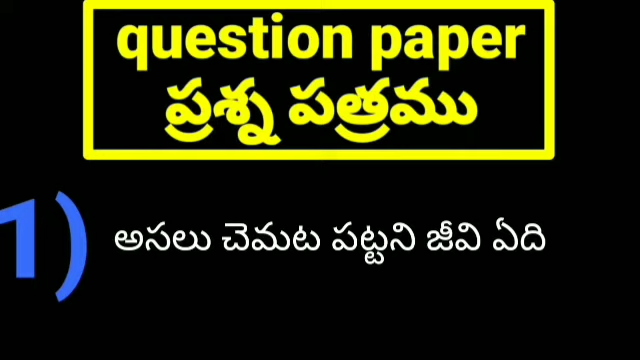 question paper
ప్రశ్న పత్రము
1) అసలు చెమట పట్టని జీవి ఏది